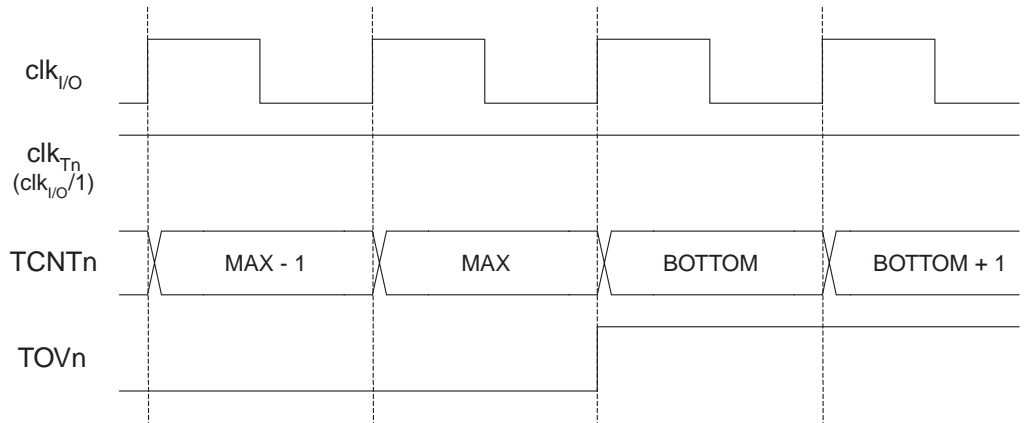 clkI/O
clkTn
(clkI/O/1)
TCNTn MAX - 1 MAX BOTTOM BOTTOM + 1
TOVn